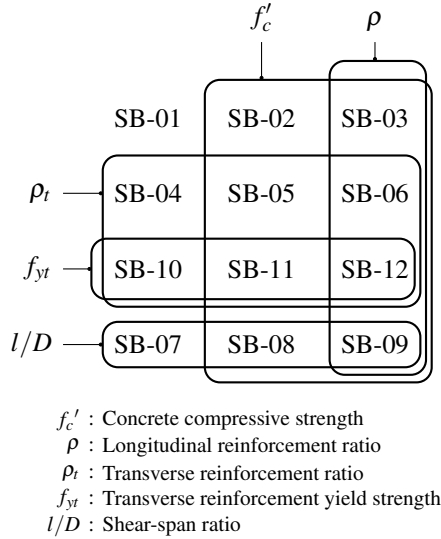 f_c′ ρ
SB-01 SB-02 SB-03
ρ_t SB-04 SB-05 SB-06
f_yt SB-10 SB-11 SB-12
l/D SB-07 SB-08 SB-09
f_c′ : Concrete compressive strength
ρ : Longitudinal reinforcement ratio
ρ_t : Transverse reinforcement ratio
f_yt : Transverse reinforcement yield strength
l/D : Shear-span ratio